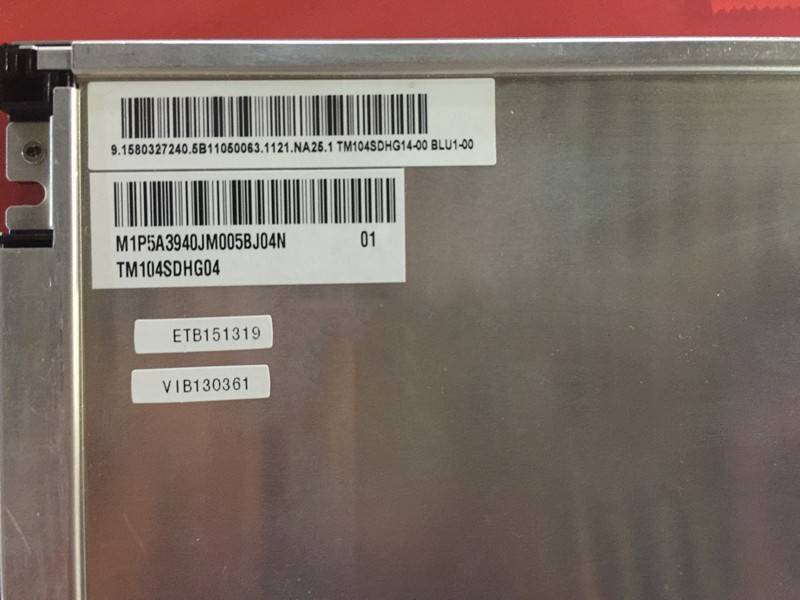 9.1580327240.5B11050063.1121.NA25.1 TM104SDHG14-00 BLU1-00
M1P5A3940JM005BJ04N 01
TM104SDHG04
ETB151319
VIB130361